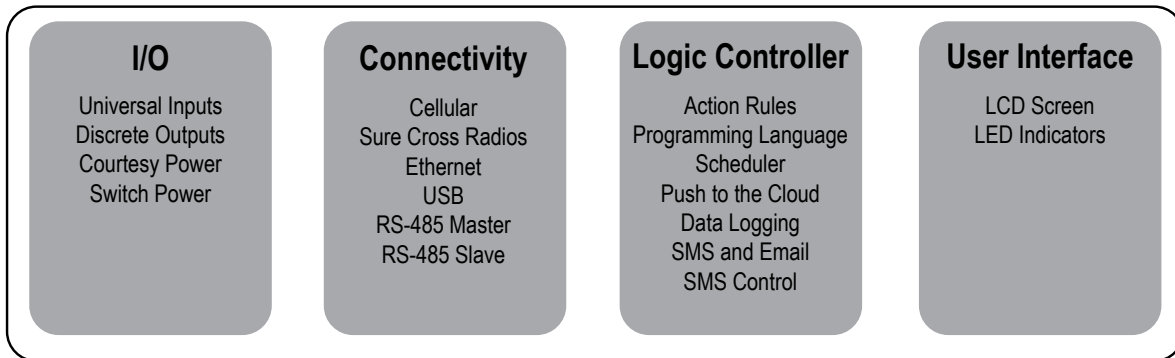 I/O
Universal Inputs
Discrete Outputs
Courtesy Power
Switch Power
Connectivity
Cellular
Sure Cross Radios
Ethernet
USB
RS-485 Master
RS-485 Slave
Logic Controller
Action Rules
Programming Language
Scheduler
Push to the Cloud
Data Logging
SMS and Email
SMS Control
User Interface
LCD Screen
LED Indicators